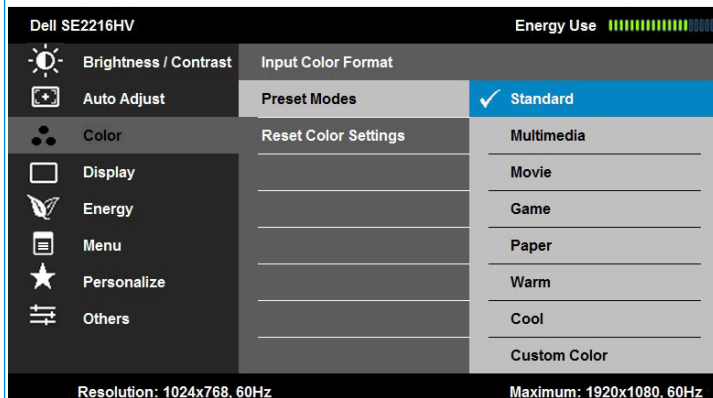 Dell SE2216HV Energy Use
Brightness / Contrast Input Color Format
Auto Adjust Preset Modes Standard
Color Reset Color Settings Multimedia
Display Movie
Energy Game
Menu Paper
Personalize Warm
Others Cool
Custom Color
Resolution: 1024x768, 60Hz Maximum: 1920x1080, 60Hz